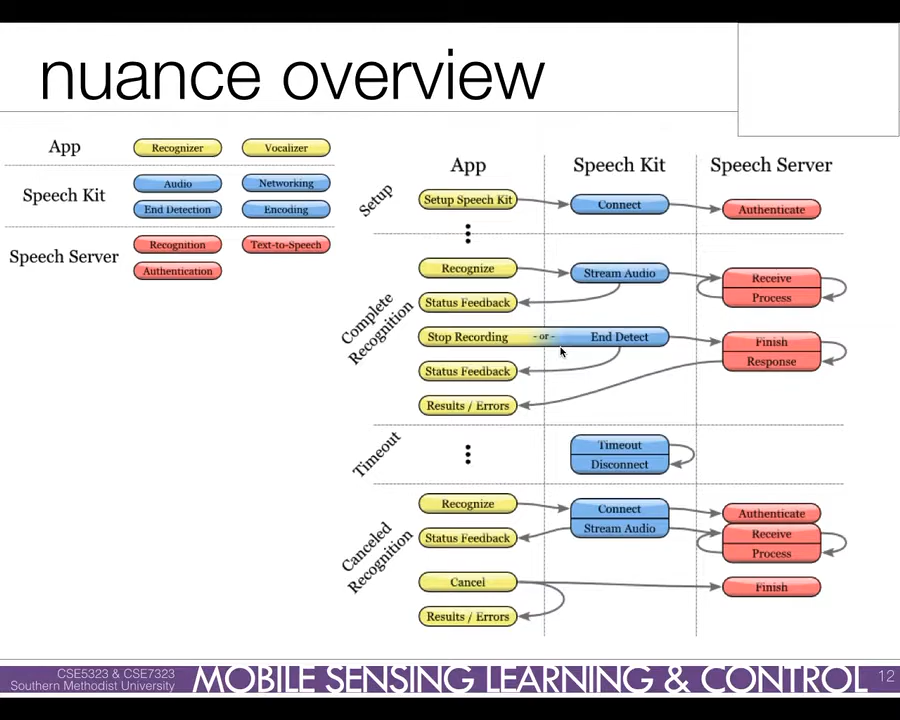 nuance overview
App
Recognizer
Vocalizer
Speech Kit
Audio
Networking
End Detection
Encoding
Speech Server
Recognition
Text-to-Speech
Authentication
App
Speech Kit
Speech Server
Setup
Setup Speech Kit
Connect
Authenticate
Complete
Recognition
Recognize
Stream Audio
Receive
Process
Status Feedback
Stop Recording - or - End Detect
Finish
Response
Status Feedback
Results / Errors
Timeout
Timeout
Disconnect
Canceled
Recognition
Recognize
Connect
Authenticate
Status Feedback
Stream Audio
Receive
Process
Cancel
Finish
Results / Errors
CSE5323 & CSE7323
Southern Methodist University
MOBILE SENSING LEARNING & CONTROL
12